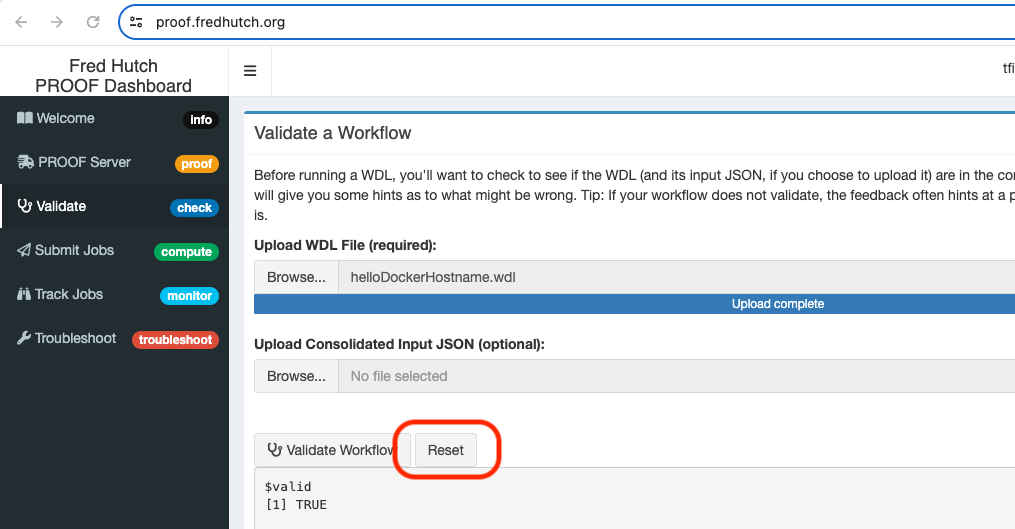 proof.fredhutch.org
Fred Hutch
PROOF Dashboard
tfi
Welcome info
PROOF Server proof
Validate check
Submit Jobs compute
Track Jobs monitor
Troubleshoot troubleshoot
Validate a Workflow
Before running a WDL, you'll want to check to see if the WDL (and its input JSON, if you choose to upload it) are in the co
will give you some hints as to what might be wrong. Tip: If your workflow does not validate, the feedback often hints at a p
is.
Upload WDL File (required):
Browse... helloDockerHostname.wdl
Upload complete
Upload Consolidated Input JSON (optional):
Browse... No file selected
Validate Workflow Reset
$valid
[1] TRUE